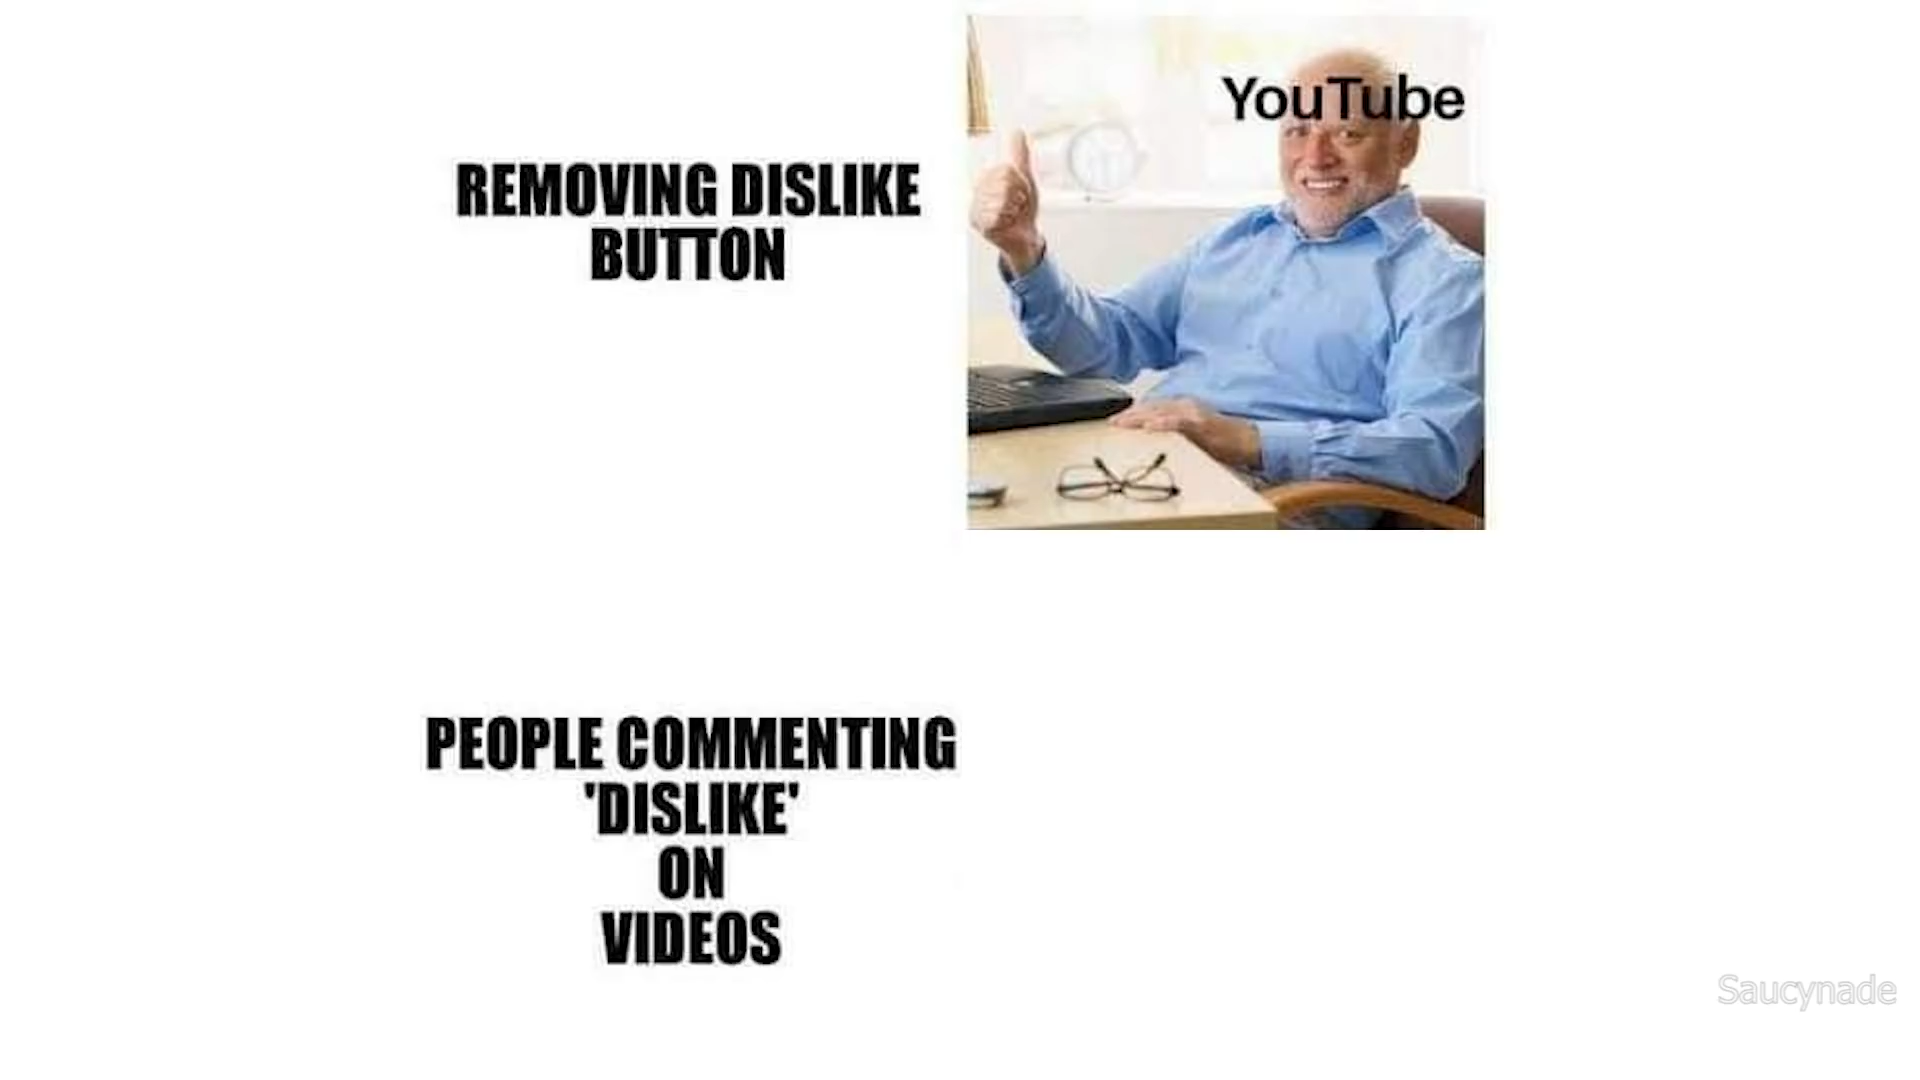 YouTube
REMOVING DISLIKE
BUTTON
PEOPLE COMMENTING
'DISLIKE'
ON
VIDEOS
Saucynade